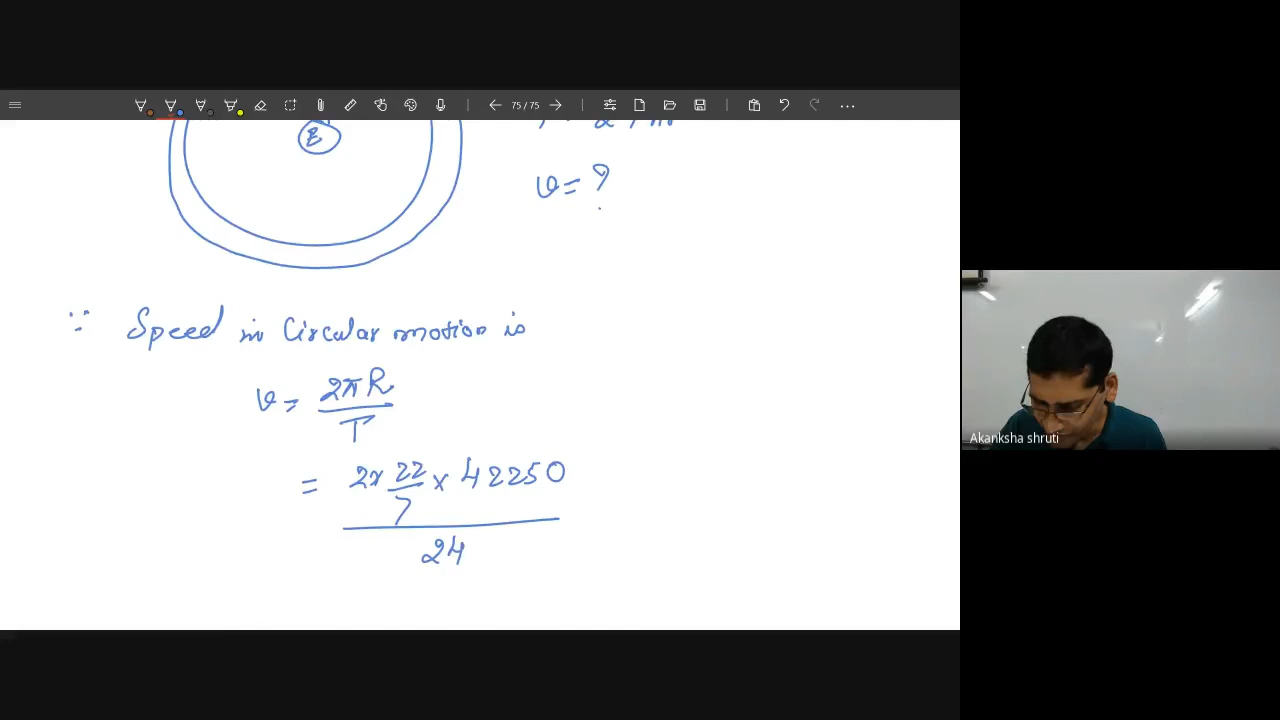 75 / 75
E
v = ?
∵ Speed in Circular motion is
v = 2πR / T
= 2 × 22/7 × 42250 / 24
Akanksha shruti